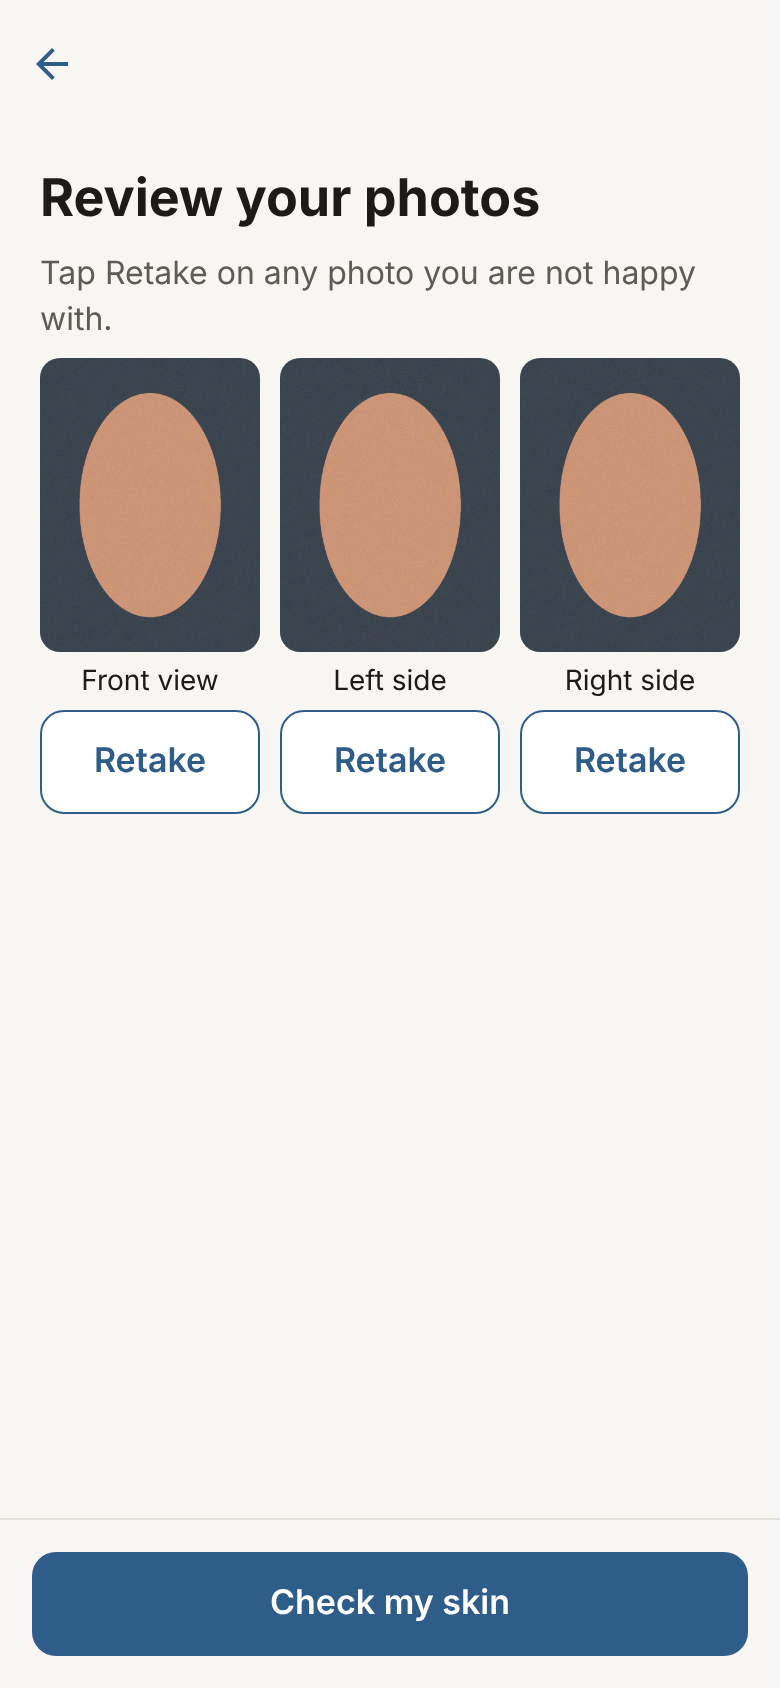 Review your photos
Tap Retake on any photo you are not happy
with.
Front view
Left side
Right side
Retake
Retake
Retake
Check my skin